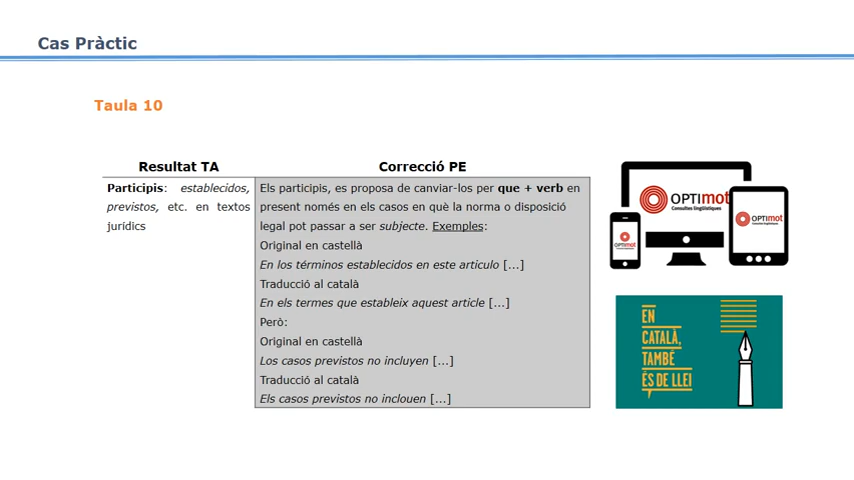 Cas Pràctic
Taula 10
Resultat TA
Correcció PE
Participis: establecidos,
previstos, etc. en textos
jurídics
Els participis, es proposa de canviar-los per que + verb en
present només en els casos en què la norma o disposició
legal pot passar a ser subjecte. Exemples:
Original en castellà
En los términos establecidos en este articulo [...]
Traducció al català
En els termes que estableix aquest article [...]
Però:
Original en castellà
Los casos previstos no incluyen [...]
Traducció al català
Els casos previstos no inclouen [...]
OPTIMOT
Consultes lingüístiques
OPTIMOT
OPTIMOT
EN
CATALÀ,
TAMBÉ
ÉS DE LLEI